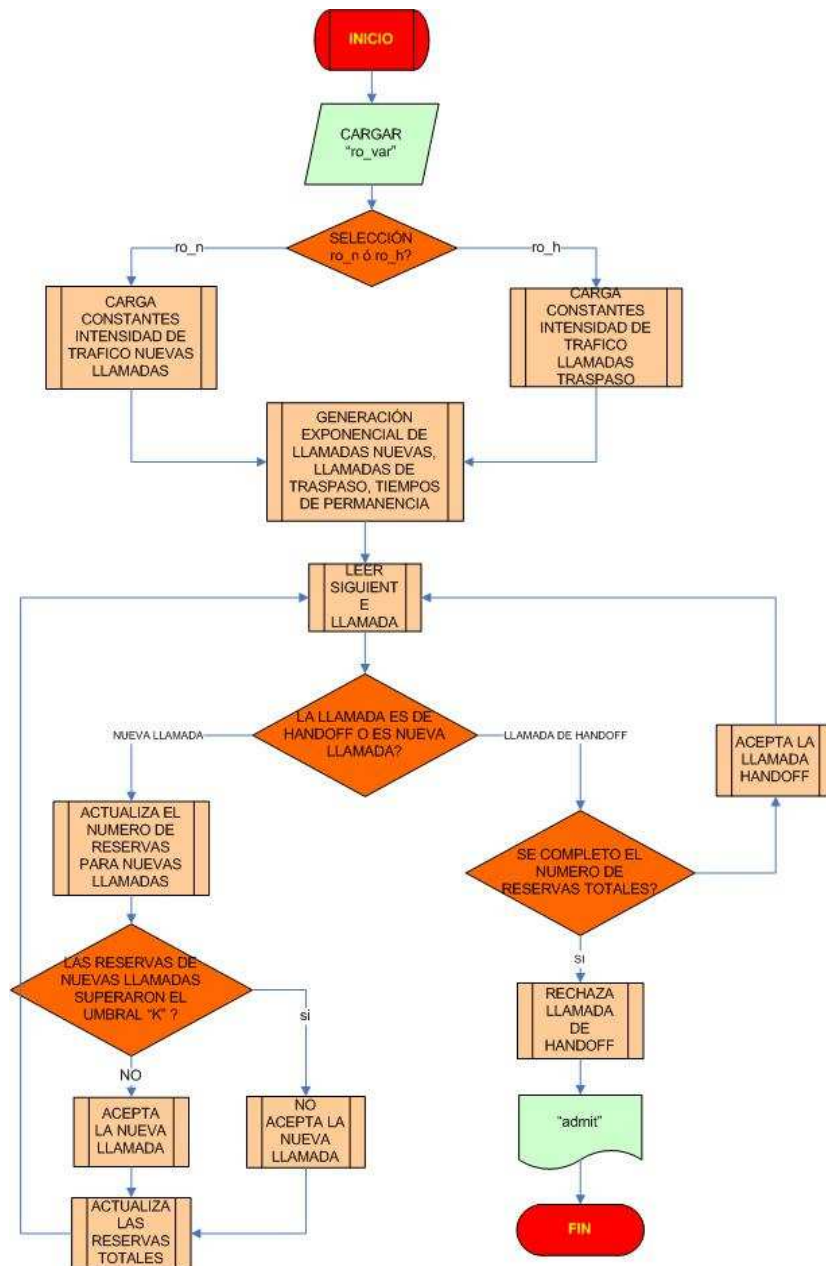 INICIO
CARGAR
“ro_var”
SELECCIÓN
ro_n ó ro_h?
ro_n
ro_h
CARGA
CONSTANTES
INTENSIDAD DE
TRAFICO NUEVAS
LLAMADAS
CARGA
CONSTANTES
INTENSIDAD DE
TRAFICO
LLAMADAS
TRASPASO
GENERACIÓN
EXPONENCIAL DE
LLAMADAS NUEVAS,
LLAMADAS DE
TRASPASO, TIEMPOS
DE PERMANENCIA
LEER
SIGUIENT
E
LLAMADA
LA LLAMADA ES DE
HANDOFF O ES NUEVA
LLAMADA?
NUEVA LLAMADA
LLAMADA DE HANDOFF
ACEPTA LA
LLAMADA
HANDOFF
ACTUALIZA EL
NUMERO DE
RESERVAS
PARA NUEVAS
LLAMADAS
SE COMPLETO EL
NUMERO DE
RESERVAS TOTALES?
LAS RESERVAS DE
NUEVAS LLAMADAS
SUPERARON EL
UMBRAL “K” ?
si
NO
si
RECHAZA
LLAMADA
DE
HANDOFF
ACEPTA
LA NUEVA
LLAMADA
NO
ACEPTA LA
NUEVA
LLAMADA
“admit”
ACTUALIZA
LAS
RESERVAS
TOTALES
FIN